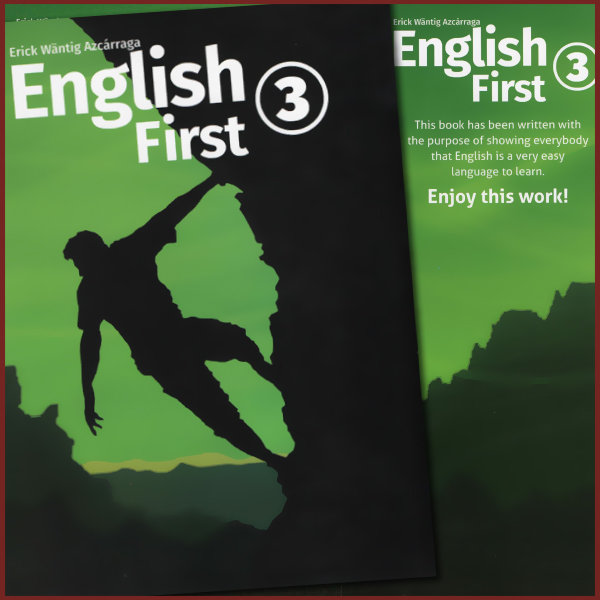 Erick Wäntig Azcárraga
English
First
3
Erick Wäntig Azcárraga
English
First
3
This book has been written with
the purpose of showing everybody
that English is a very easy
language to learn.
Enjoy this work!